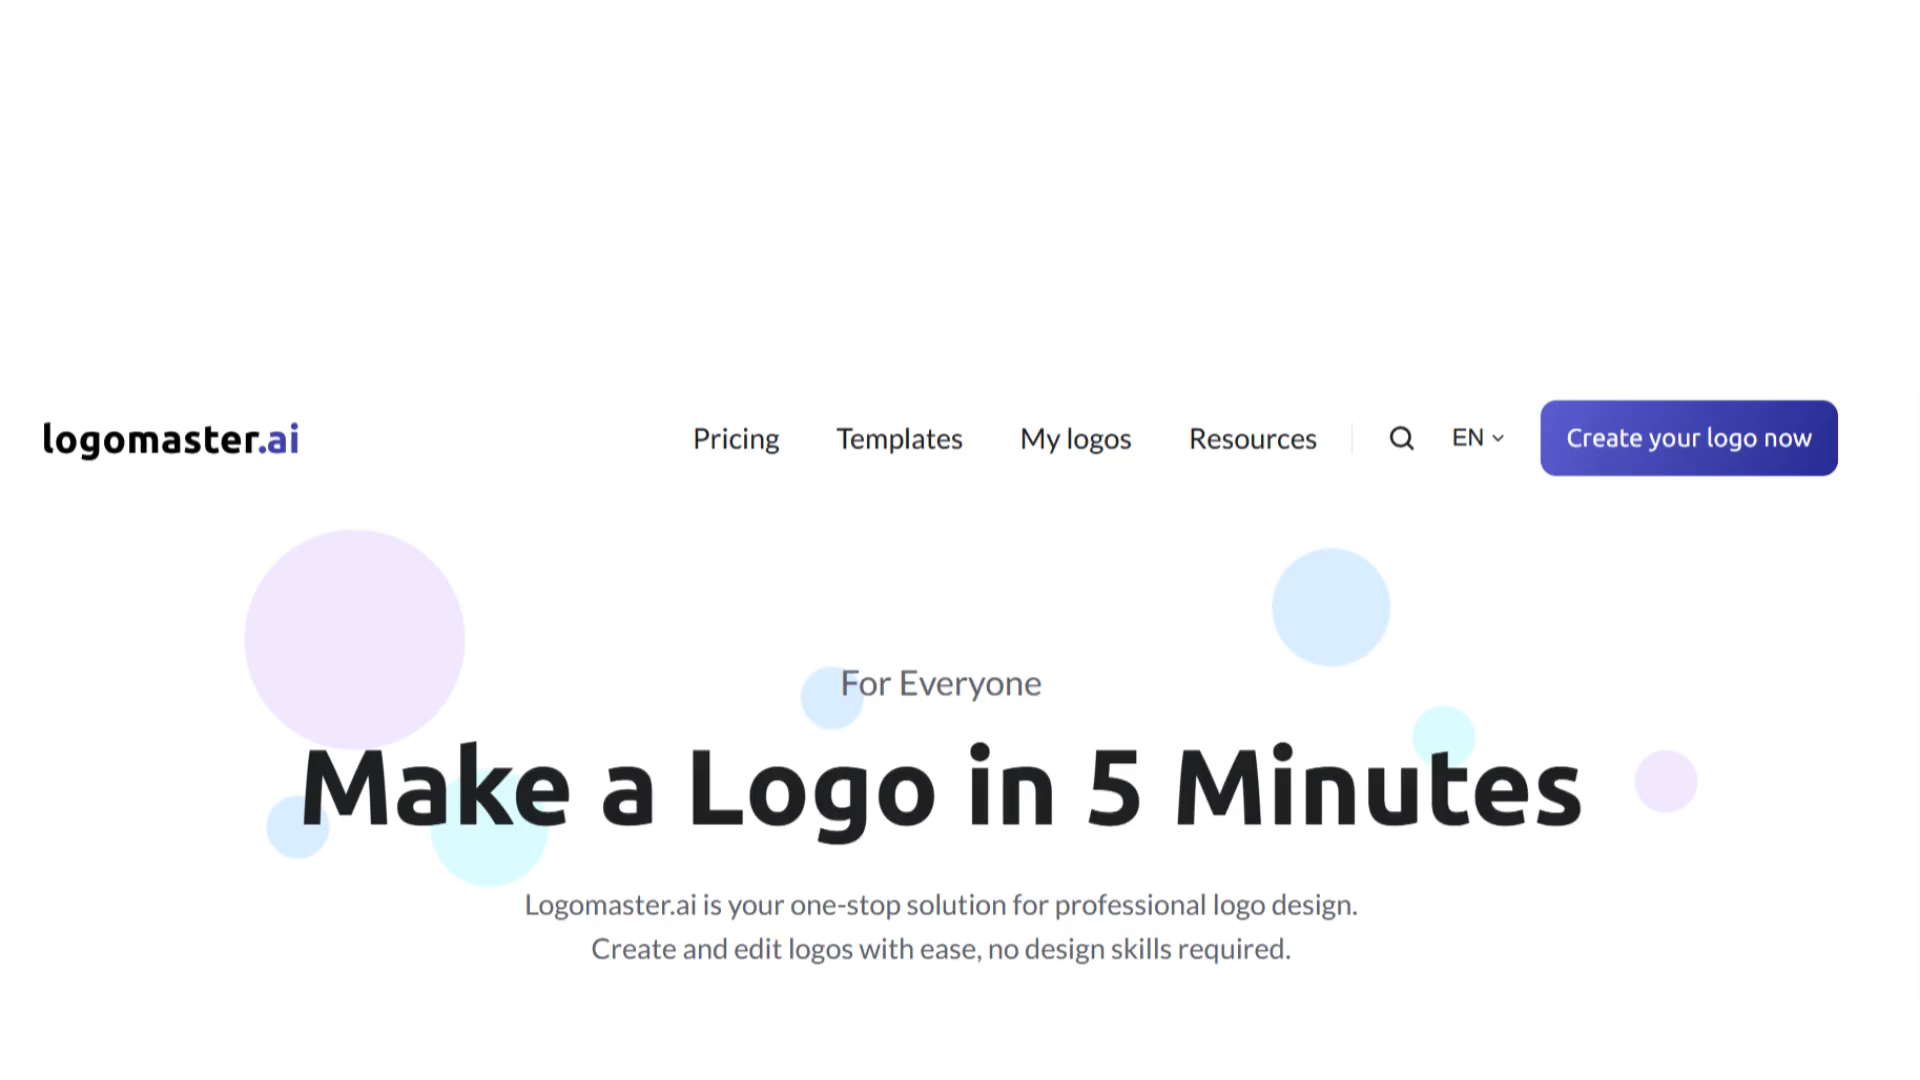 logomaster.ai Pricing Templates My logos Resources EN Create your logo now
For Everyone
Make a Logo in 5 Minutes
Logomaster.ai is your one-stop solution for professional logo design.
Create and edit logos with ease, no design skills required.